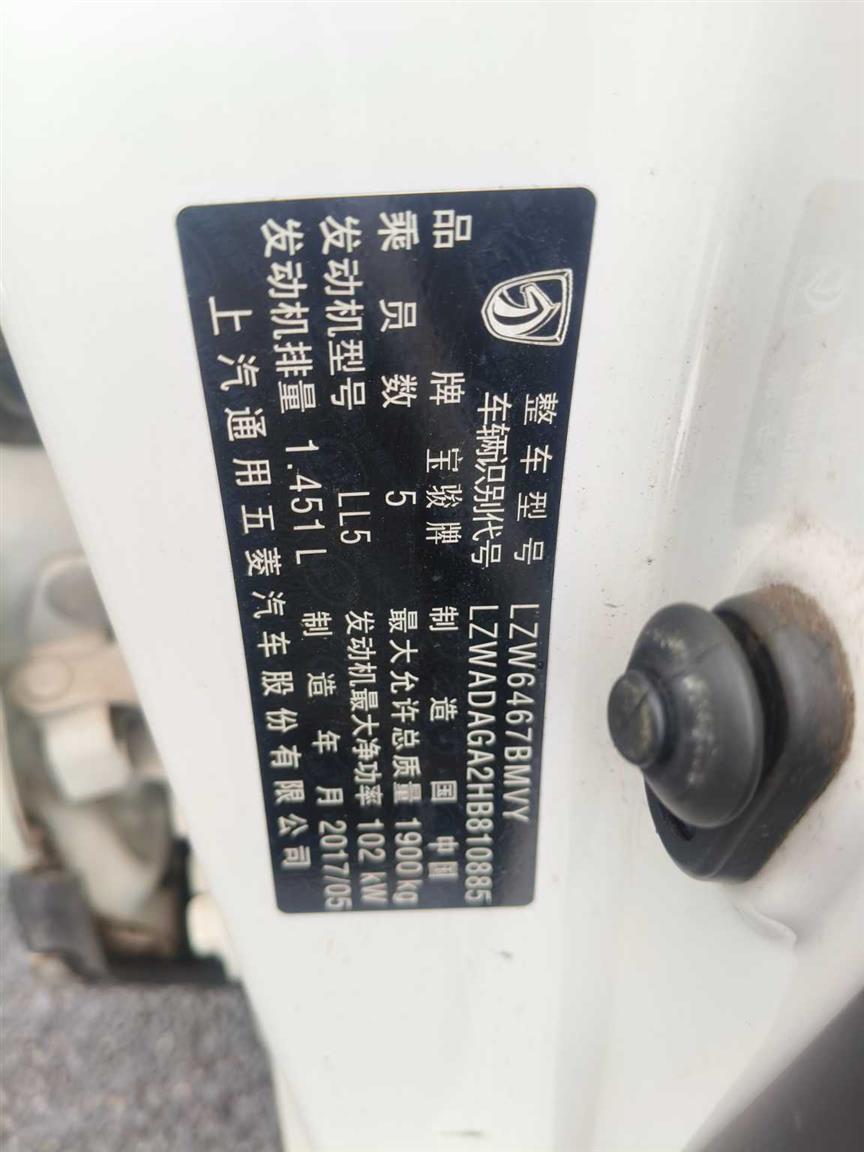 整车型号 LZW6467BMVY
车辆识别代号 LZWADAGA2HB810885
品牌 宝骏牌 制造国 中国
乘员数 5 最大允许总质量 1900kg
发动机型号 LL5 发动机最大净功率 102 kW
发动机排量 1.451L 制造年月 2017/05
上汽通用五菱汽车股份有限公司